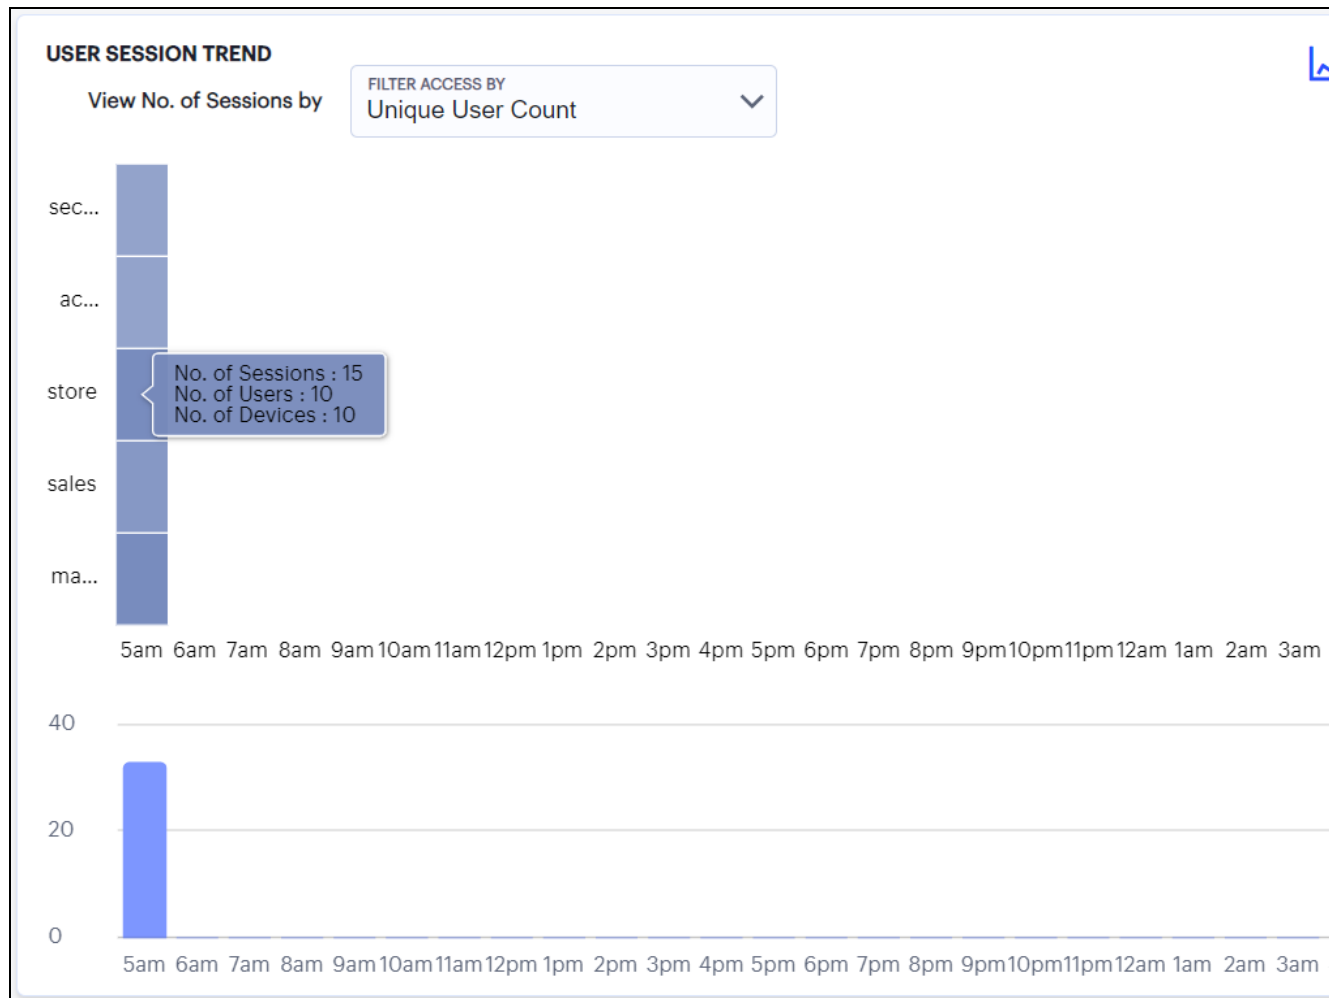 USER SESSION TREND
View No. of Sessions by
FILTER ACCESS BY
Unique User Count
sec...
ac...
store
No. of Sessions : 15
No. of Users : 10
No. of Devices : 10
sales
ma...
5am 6am 7am 8am 9am 10am 11am 12pm 1pm 2pm 3pm 4pm 5pm 6pm 7pm 8pm 9pm 10pm 11pm 12am 1am 2am 3am
40
20
0
5am 6am 7am 8am 9am 10am 11am 12pm 1pm 2pm 3pm 4pm 5pm 6pm 7pm 8pm 9pm 10pm 11pm 12am 1am 2am 3am